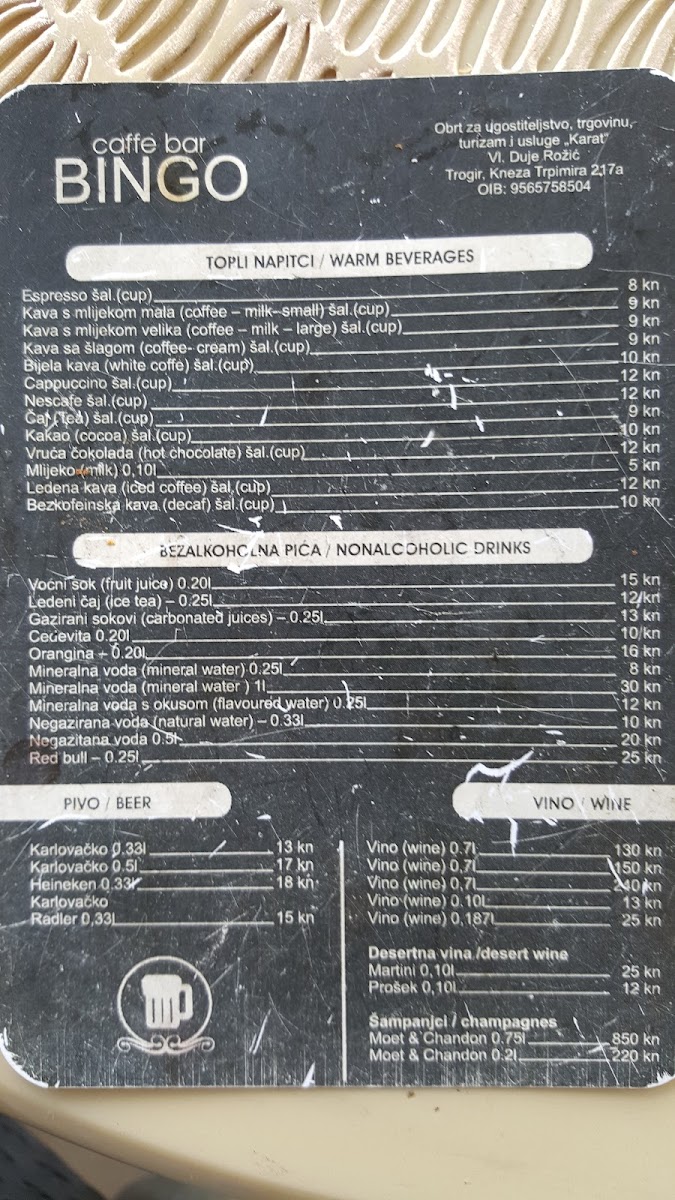 caffe bar
BINGO
Obrt za ugostiteljstvo, trgovinu,
turizam i usluge „Karat"
Vl. Duje Rožić
Trogir, Kneza Trpimira 217a
OIB: 9565758504
TOPLI NAPITCI / WARM BEVERAGES
Espresso šal.(cup) 8 kn
Kava s mlijekom mala (coffee – milk- small) šal.(cup) 9 kn
Kava s mlijekom velika (coffee – milk – large) šal.(cup) 9 kn
Kava sa šlagom (coffee- cream) šal.(cup) 9 kn
Bijela kava (white coffe) šal.(cup) 10 kn
Cappuccino šal.(cup) 12 kn
Nescafe šal.(cup) 12 kn
Čaj (Tea) šal.(cup) 9 kn
Kakao (cocoa) šal.(cup) 10 kn
Vruća čokolada (hot chocolate) šal.(cup) 12 kn
Mlijeko (milk) 0,10l 5 kn
Ledena kava (iced coffee) šal.(cup) 12 kn
Bezkofeinska kava (decaf) šal.(cup) 10 kn
BEZALKOHOLNA PIĆA / NONALCOHOLIC DRINKS
Voćni sok (fruit juice) 0.20l 15 kn
Ledeni čaj (ice tea) – 0.25l 12 kn
Gazirani sokovi (carbonated juices) – 0.25l 13 kn
Cedevita 0.20l 10 kn
Orangina – 0.20l 16 kn
Mineralna voda (mineral water) 0.25l 8 kn
Mineralna voda (mineral water ) 1l 30 kn
Mineralna voda s okusom (flavoured water) 0.25l 12 kn
Negazirana voda (natural water) – 0.33l 10 kn
Negazitana voda 0.5l 20 kn
Red bull – 0.25l 25 kn
PIVO / BEER
Karlovačko 0.33l 13 kn
Karlovačko 0.5l 17 kn
Heineken 0.33l 18 kn
Karlovačko
Radler 0,33l 15 kn
VINO / WINE
Vino (wine) 0.7l 130 kn
Vino (wine) 0,7l 150 kn
Vino (wine) 0,7l 240 kn
Vino (wine) 0.10l 13 kn
Vino (wine) 0,187l 25 kn
Desertna vina /desert wine
Martini 0,10l 25 kn
Prošek 0,10l 12 kn
Šampanjci / champagnes
Moet & Chandon 0.75l 850 kn
Moet & Chandon 0.2l 220 kn